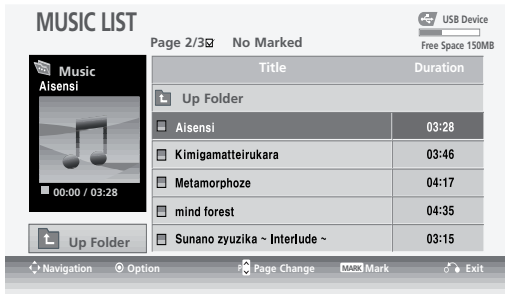 MUSIC LIST
USB Device
Page 2/3 No Marked
Free Space 150MB
Music
Title Duration
Aisensi
Up Folder
Aisensi 03:28
Kimigamatteirukara 03:46
Metamorphoze 04:17
00:00 / 03:28
mind forest 04:35
Up Folder
Sunano zyuzika ~ Interlude ~ 03:15
Navigation Option Page Change MARK Mark Exit